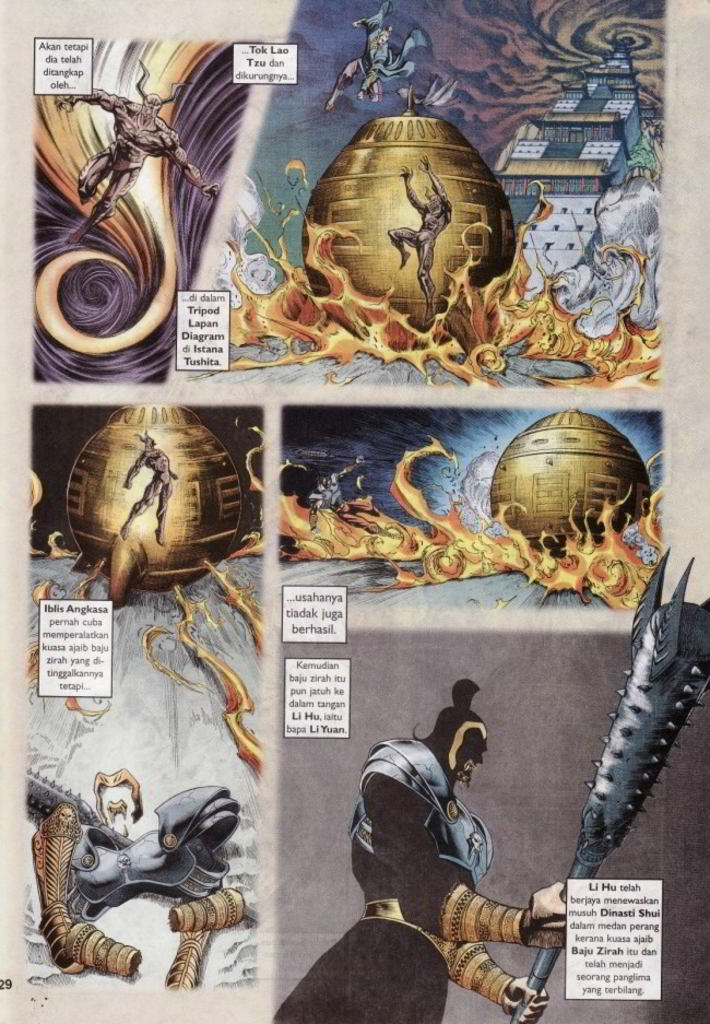 Akan tetapi
dia telah
ditangkap
oleh...
...Tok Lao
Tzu dan
dikurungnya...
...di dalam
Tripod
Lapan
Diagram
di Istana
Tushita.
Iblis Angkasa
pernah cuba
memperalatkan
kuasa ajaib baju
zirah yang di-
tinggalkannya
tetapi...
...usahanya
tiadak juga
berhasil.
Kemudian
baju zirah itu
pun jatuh ke
dalam tangan
Li Hu, iaitu
bapa Li Yuan.
Li Hu telah
berjaya menewaskan
musuh Dinasti Shui
dalam medan perang
kerana kuasa ajaib
Baju Zirah itu dan
telah menjadi
seorang panglima
yang terbilang.
29